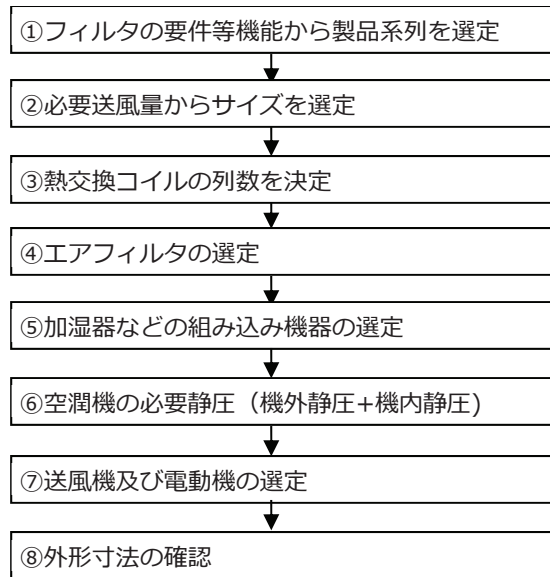 ①フィルタの要件等機能から製品系列を選定
②必要送風量からサイズを選定
③熱交換コイルの列数を決定
④エアフィルタの選定
⑤加湿器などの組み込み機器の選定
⑥空潤機の必要静圧（機外静圧+機内静圧)
⑦送風機及び電動機の選定
⑧外形寸法の確認